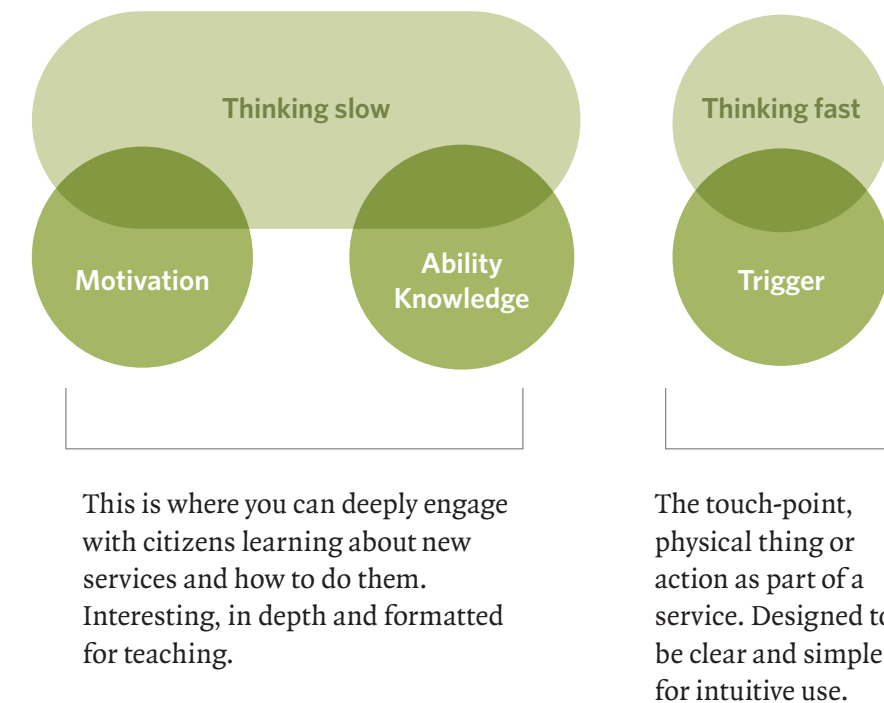 Thinking slow
Motivation
Ability
Knowledge
This is where you can deeply engage
with citizens learning about new
services and how to do them.
Interesting, in depth and formatted
for teaching.
Thinking fast
Trigger
The touch-point,
physical thing or
action as part of a
service. Designed to
be clear and simple
for intuitive use.